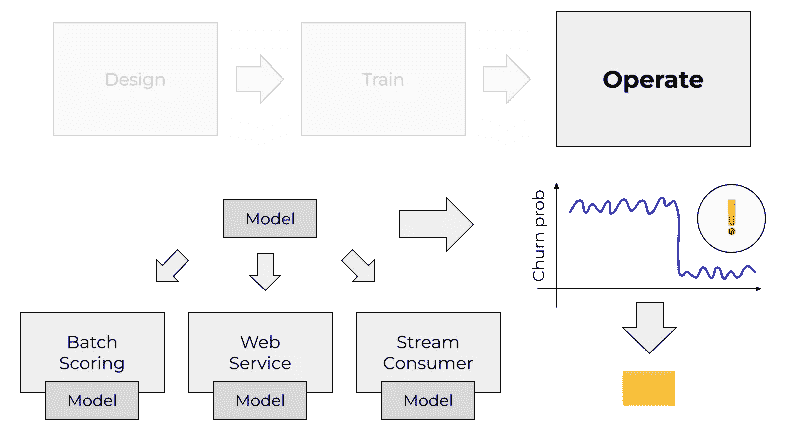 Design
Train
Operate
Model
Churn prob
!
Batch
Scoring
Web
Service
Stream
Consumer
Model
Model
Model